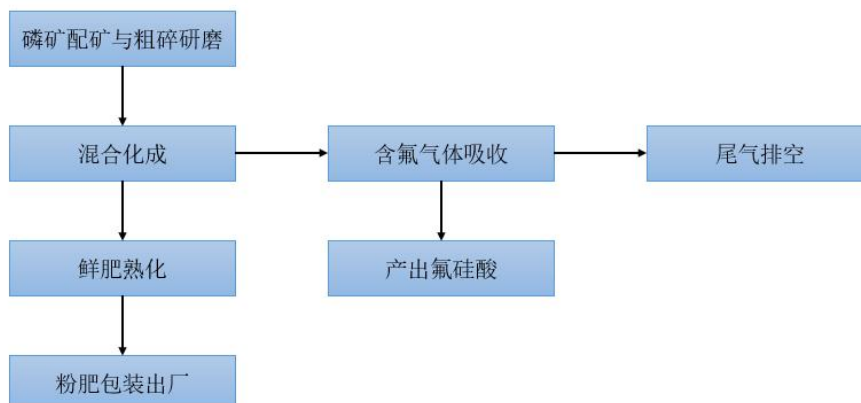 磷矿配矿与粗碎研磨
混合化成
含氟气体吸收
尾气排空
鲜肥熟化
产出氟硅酸
粉肥包装出厂